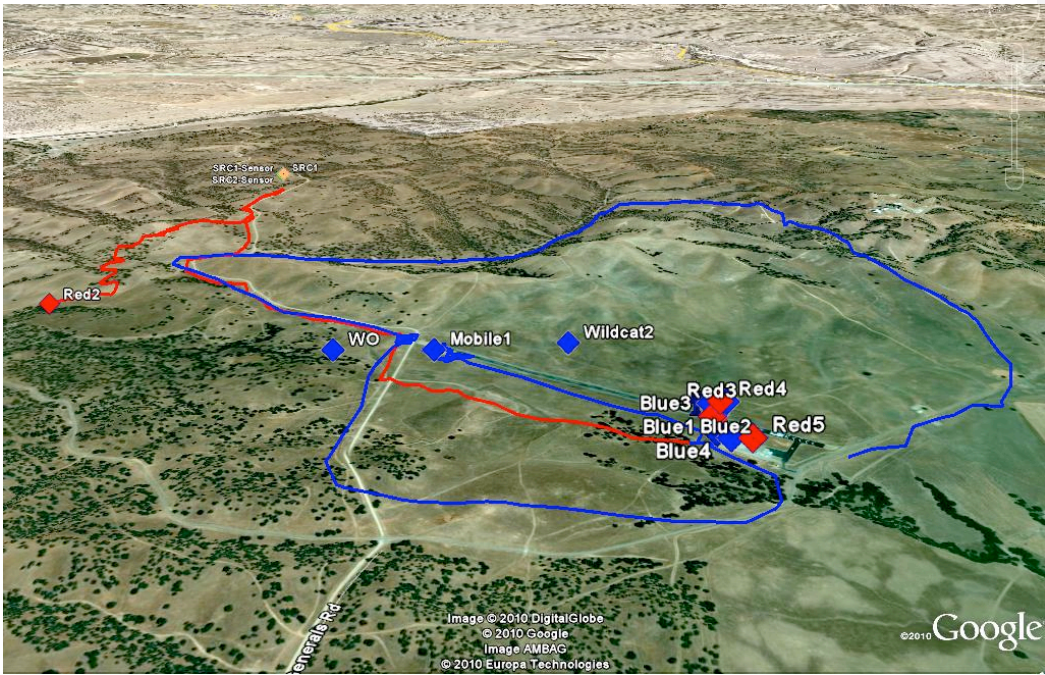 SRC1-Sensor SRC1
SRC2-Sensor
Red2
WO
Mobile1
Wildcat2
Red3 Red4
Blue3
Blue1 Blue2 Red5
Blue4
Generals Rd
Image © 2010 DigitalGlobe
© 2010 Google
Image AMBAG
© 2010 Europa Technologies
©2010 Google